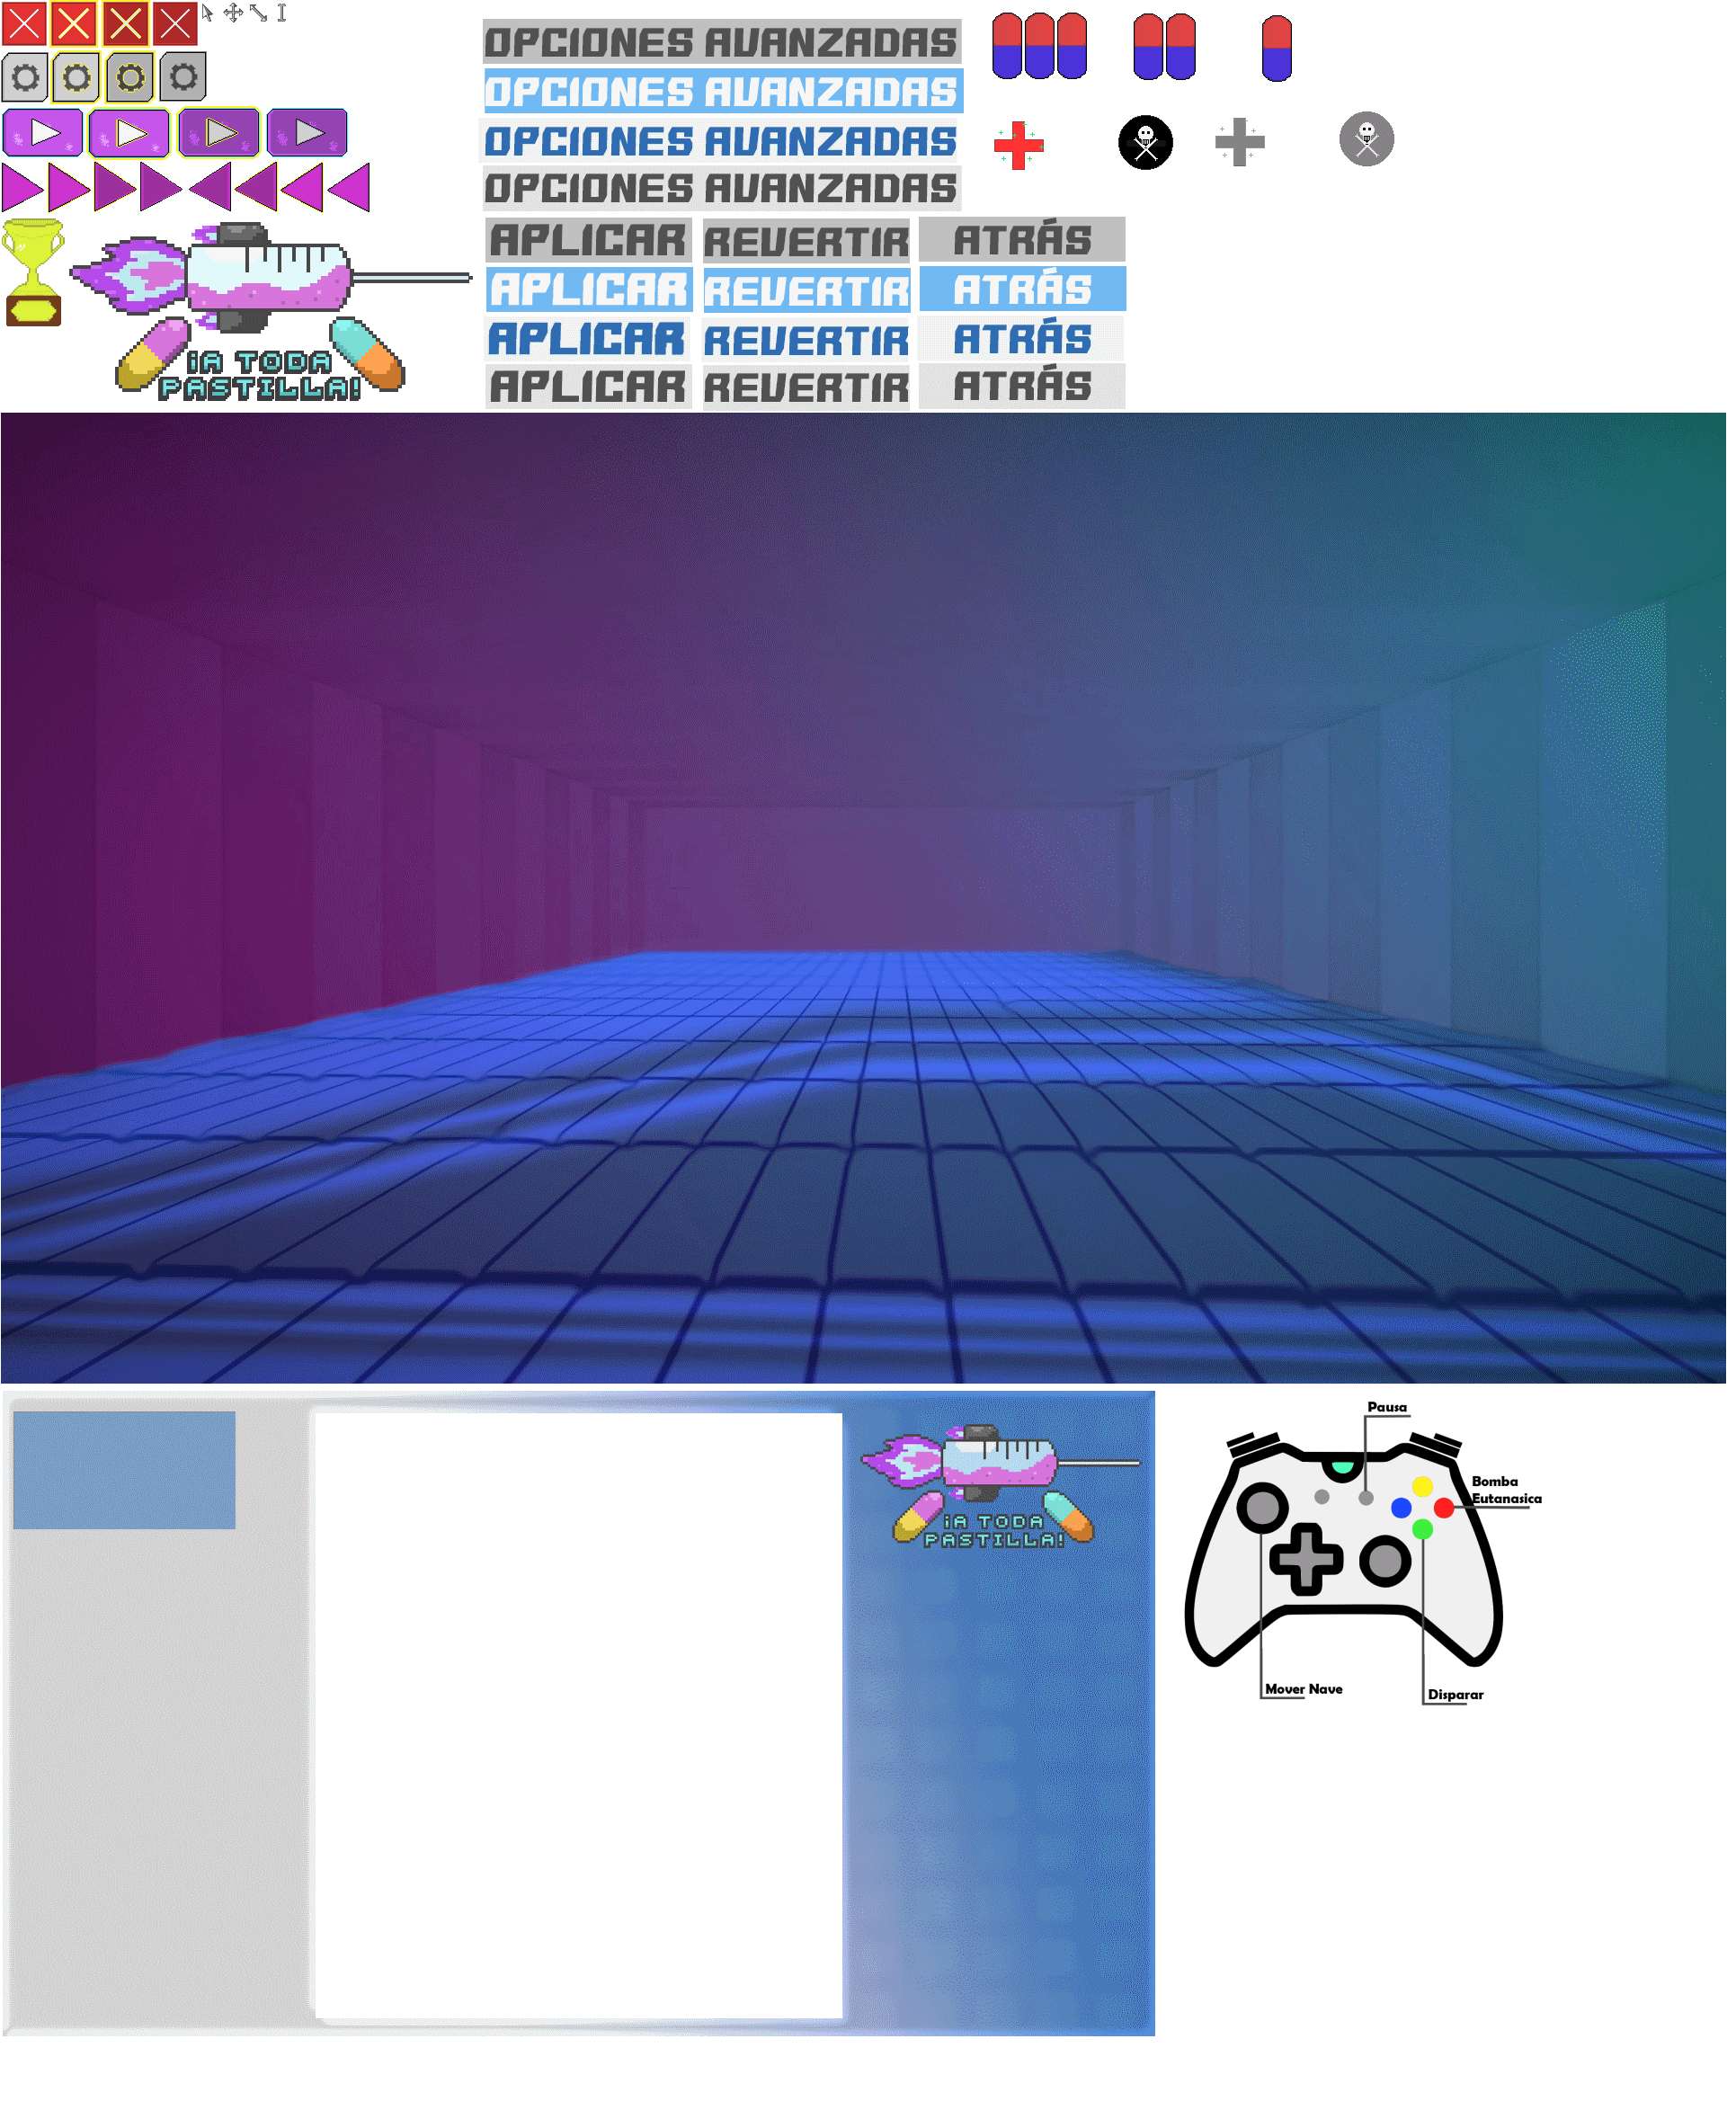 OPCIONES AVANZADAS
OPCIONES AVANZADAS
OPCIONES AVANZADAS
OPCIONES AVANZADAS
APLICAR REVERTIR ATRÁS
APLICAR REVERTIR ATRÁS
APLICAR REVERTIR ATRÁS
APLICAR REVERTIR ATRÁS
¡A TODA
PASTILLA!
¡A TODA
PASTILLA!
Pausa
Bomba
Eutanasica
Mover Nave
Disparar